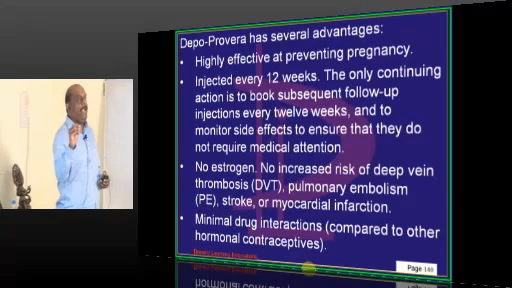 Depo-Provera has several advantages:
• Highly effective at preventing pregnancy.
• Injected every 12 weeks. The only continuing
action is to book subsequent follow-up
injections every twelve weeks, and to
monitor side effects to ensure that they do
not require medical attention.
• No estrogen. No increased risk of deep vein
thrombosis (DVT), pulmonary embolism
(PE), stroke, or myocardial infarction.
• Minimal drug interactions (compared to other
hormonal contraceptives).
Page 140